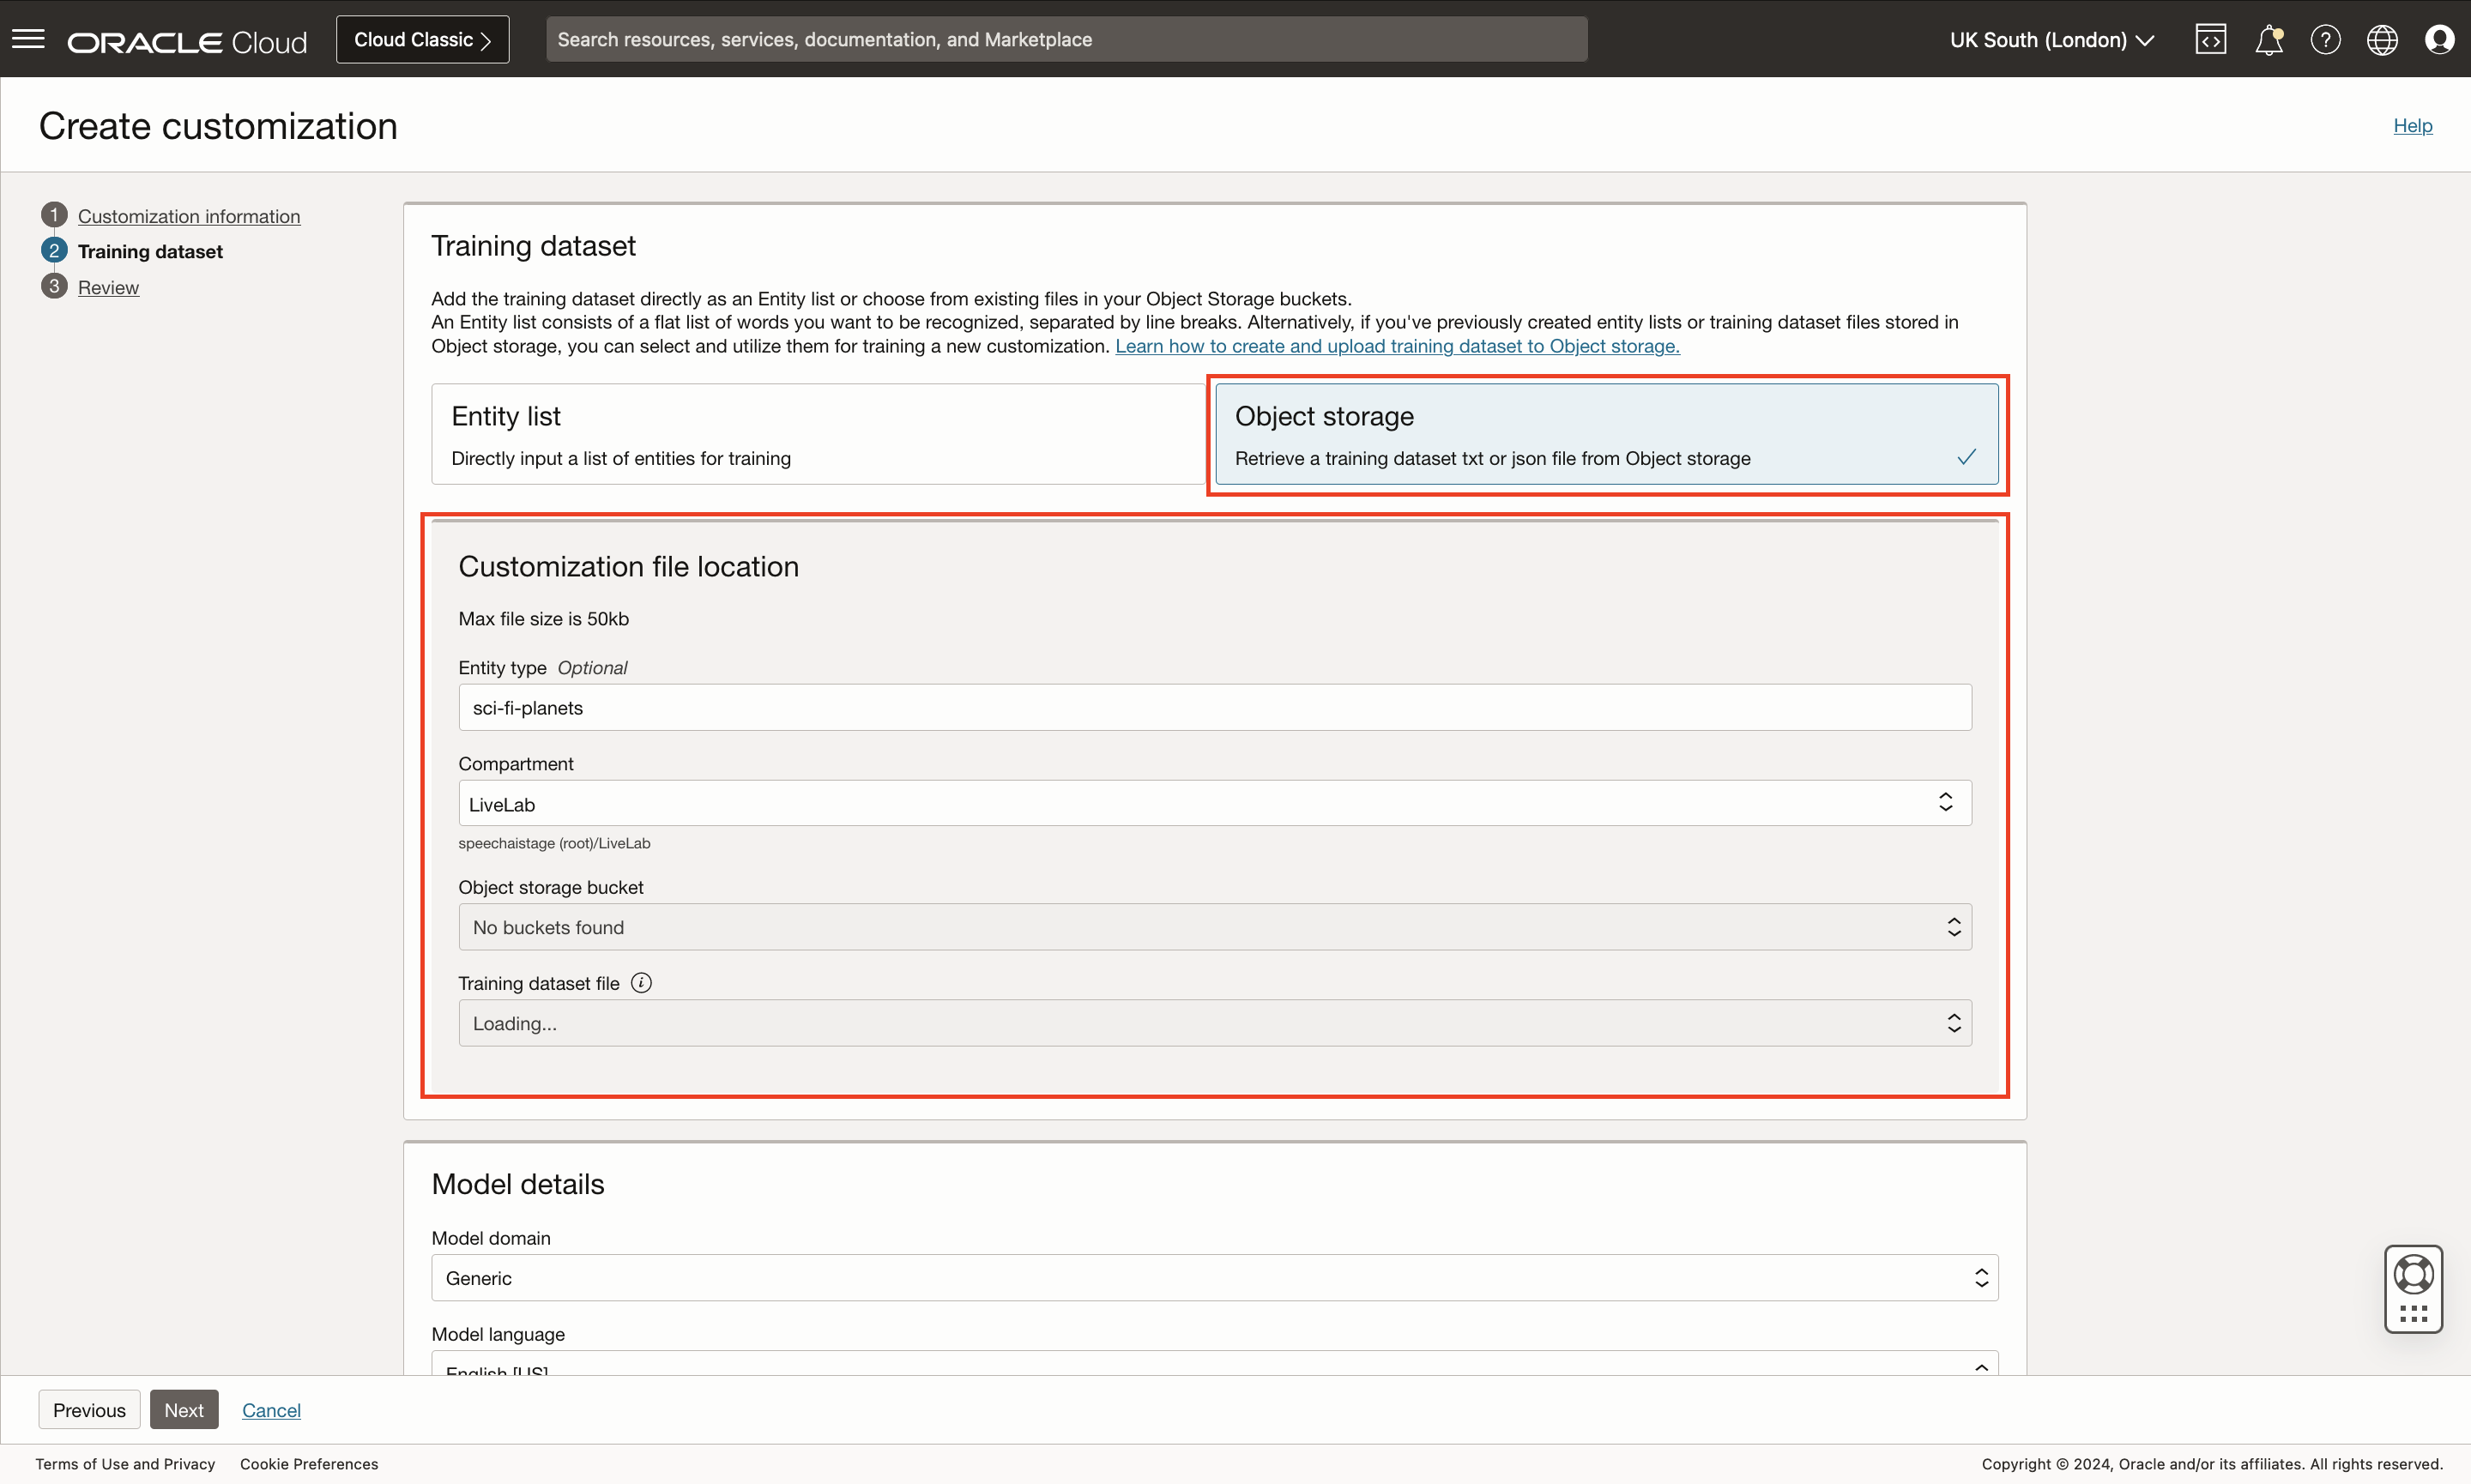 ORACLE Cloud
Cloud Classic
Search resources, services, documentation, and Marketplace
UK South (London)
Create customization
Help
1 Customization information
2 Training dataset
3 Review
Training dataset
Add the training dataset directly as an Entity list or choose from existing files in your Object Storage buckets.
An Entity list consists of a flat list of words you want to be recognized, separated by line breaks. Alternatively, if you've previously created entity lists or training dataset files stored in
Object storage, you can select and utilize them for training a new customization. Learn how to create and upload training dataset to Object storage.
Entity list
Directly input a list of entities for training
Object storage
Retrieve a training dataset txt or json file from Object storage
Customization file location
Max file size is 50kb
Entity type Optional
sci-fi-planets
Compartment
LiveLab
speechaistage (root)/LiveLab
Object storage bucket
No buckets found
Training dataset file
Loading...
Model details
Model domain
Generic
Model language
English [US]
Previous
Next
Cancel
Terms of Use and Privacy
Cookie Preferences
Copyright © 2024, Oracle and/or its affiliates. All rights reserved.